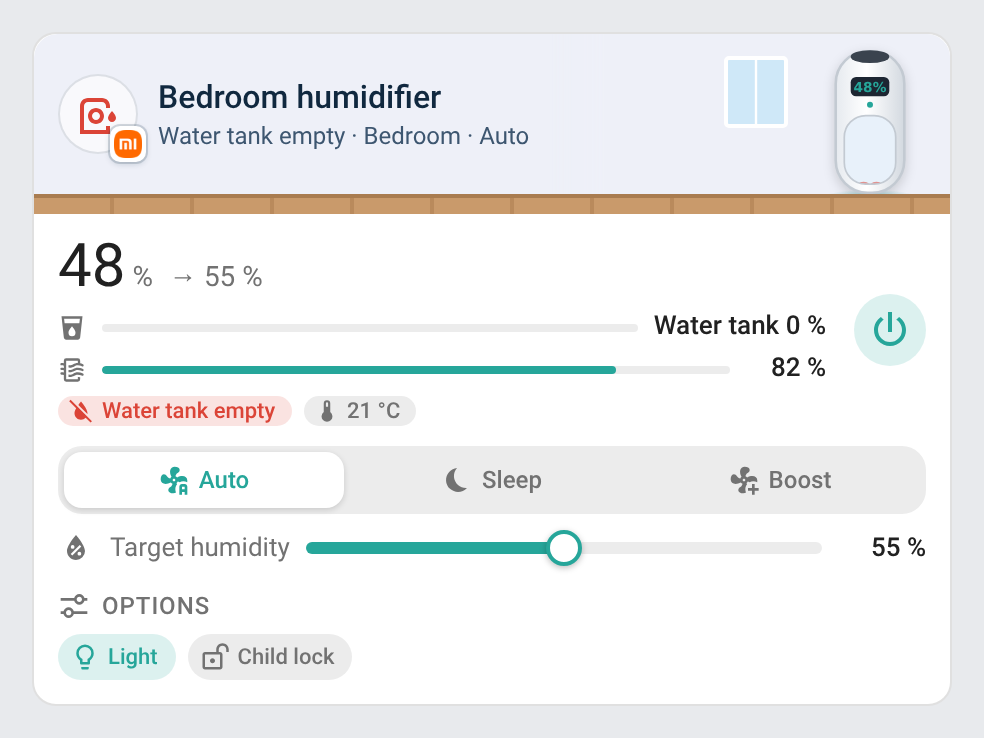 Bedroom humidifier
Water tank empty · Bedroom · Auto
mi
48%
48 % → 55 %
Water tank 0 %
82 %
Water tank empty 21 °C
Auto Sleep Boost
Target humidity 55 %
OPTIONS
Light Child lock